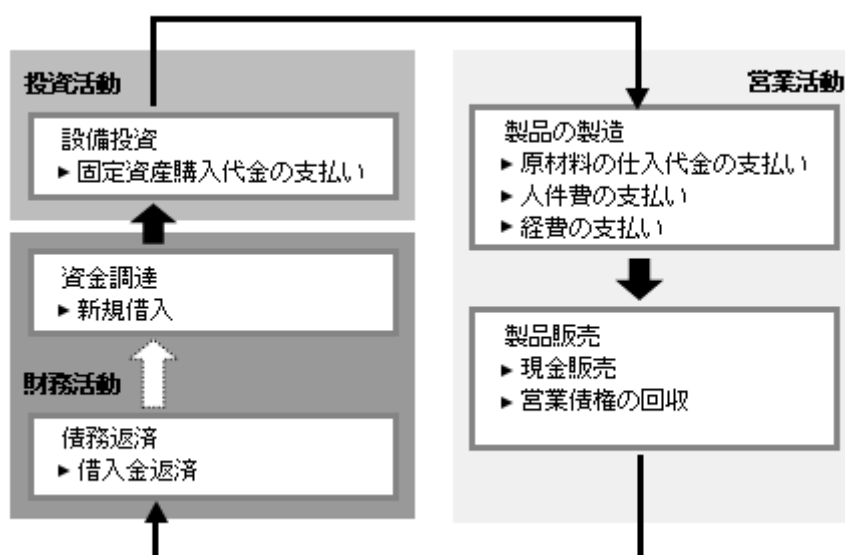 投資活動
設備投資
▶固定資産購入代金の支払い
資金調達
▶新規借入
財務活動
債務返済
▶借入金返済
営業活動
製品の製造
▶原材料の仕入代金の支払い
▶人件費の支払い
▶経費の支払い
製品販売
▶現金販売
▶営業債権の回収